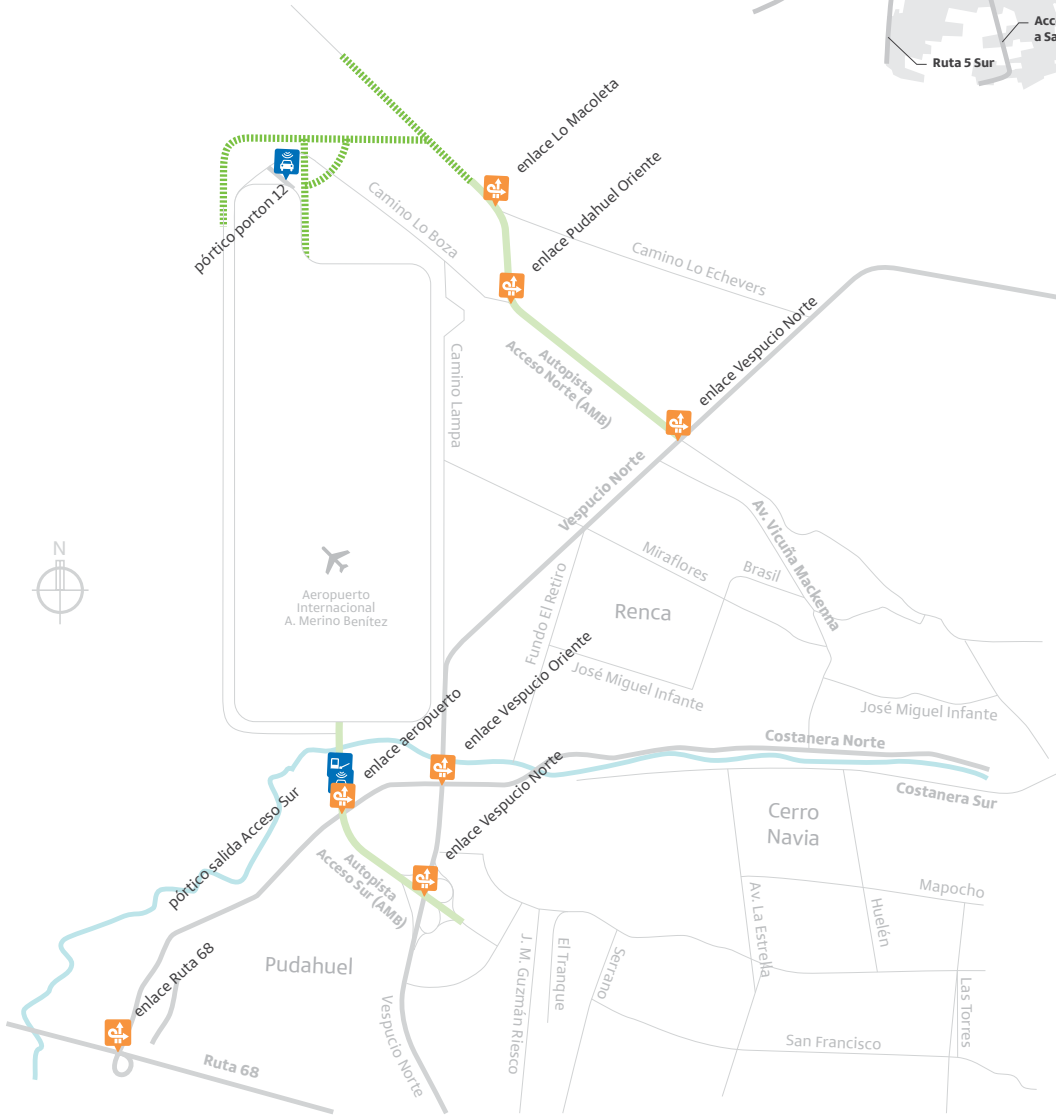 Acc
a Sa
Ruta 5 Sur
enlace Lo Macoleta
enlace Pudahuel Oriente
pórtico porton 12
Camino Lo Boza
Camino Lo Echevers
enlace Vespucio Norte
Autopista
Acceso Norte (AMB)
Camino Lampa
Vespucio Norte
Av. Vicuña Mackenna
N
Miraflores
Brasil
Aeropuerto
Internacional
A. Merino Benítez
Renca
Fundo El Retiro
José Miguel Infante
José Miguel Infante
enlace Vespucio Oriente
enlace aeropuerto
Costanera Norte
Costanera Sur
enlace Vespucio Norte
pórtico salida Acceso Sur
Cerro
Navia
Autopista
Acceso Sur (AMB)
Mapocho
Av. La Estrella
Huelén
Pudahuel
enlace Ruta 68
J. M. Guzmán Riesco
El Tranque
Serrano
Las Torres
Vespucio Norte
San Francisco
Ruta 68